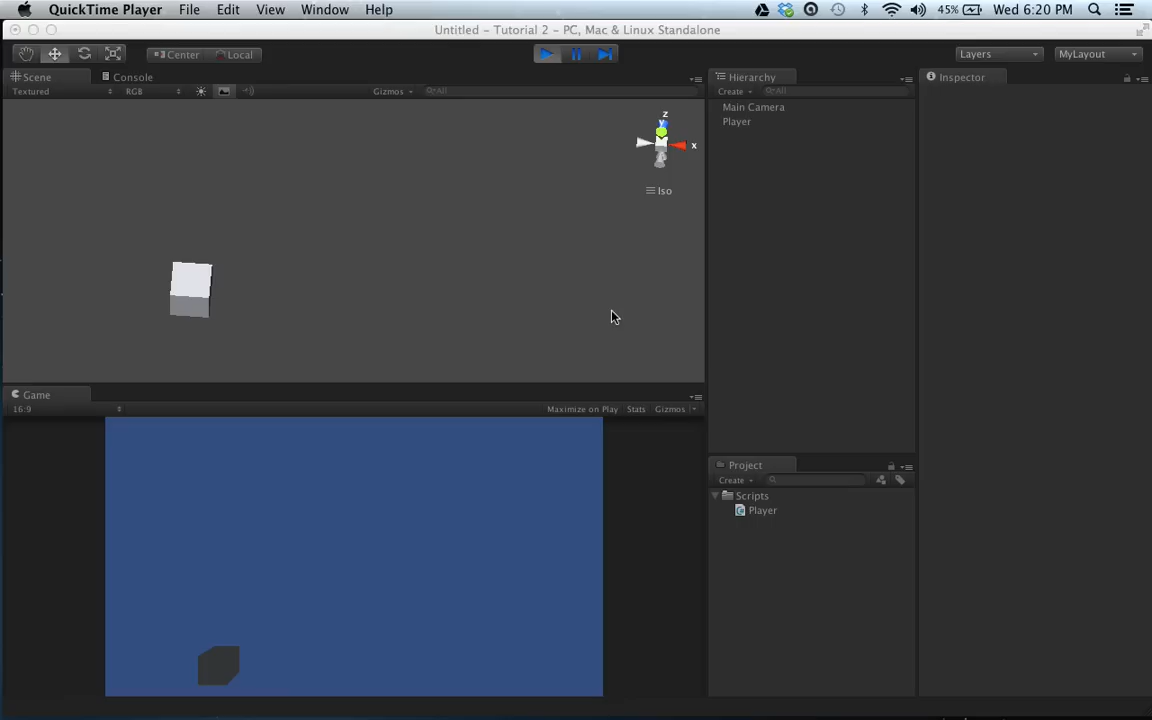 QuickTime Player File Edit View Window Help 45% Wed 6:20 PM
Untitled – Tutorial 2 – PC, Mac & Linux Standalone
Center Local Layers MyLayout
Scene Console Hierarchy Inspector
Textured RGB Gizmos All Create All
Main Camera
Player
z
y
x
Iso
Game
16:9 Maximize on Play Stats Gizmos
Project
Create
Scripts
Player